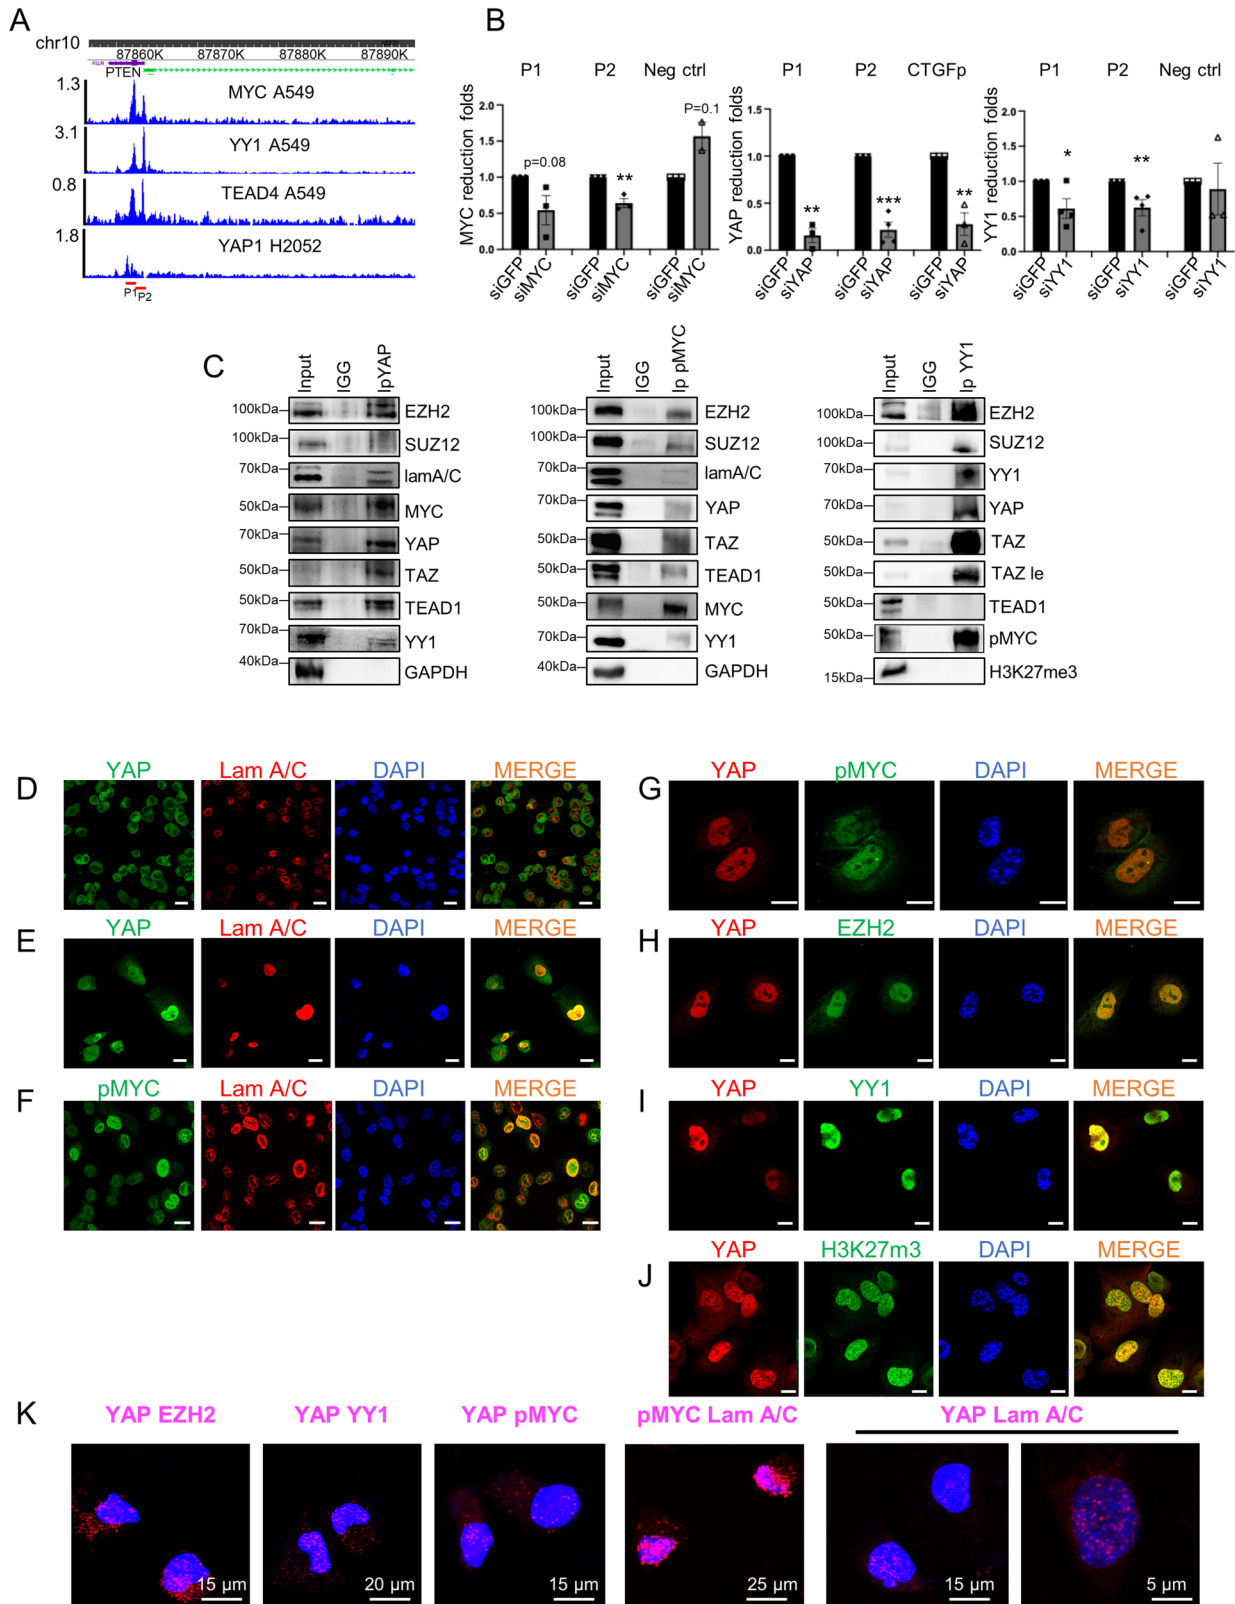 A
chr10
87860K 87870K 87880K 87890K
PTEN
1.3
MYC A549
3.1
YY1 A549
0.8
TEAD4 A549
1.8
YAP1 H2052
P1 P2
B
P1 P2 Neg ctrl
MYC reduction folds
2.0
1.5
1.0
0.5
0.0
p=0.08
**
P=0.1
siGFP siMYC siGFP siMYC siGFP siMYC
P1 P2 CTGFp
YAP reduction folds
1.5
1.0
0.5
0.0
**
***
**
siGFP siYAP siGFP siYAP siGFP siYAP
P1 P2 Neg ctrl
YY1 reduction folds
2.0
1.5
1.0
0.5
0.0
*
**
siGFP siYY1 siGFP siYY1 siGFP siYY1
C
Input IGG IpYAP
100kDa EZH2
100kDa SUZ12
70kDa lamA/C
50kDa MYC
70kDa YAP
50kDa TAZ
50kDa TEAD1
70kDa YY1
40kDa GAPDH
Input IGG Ip pMYC
100kDa EZH2
100kDa SUZ12
70kDa lamA/C
70kDa YAP
50kDa TAZ
50kDa TEAD1
50kDa MYC
70kDa YY1
40kDa GAPDH
Input IGG Ip YY1
100kDa EZH2
100kDa SUZ12
70kDa YY1
70kDa YAP
50kDa TAZ
50kDa TAZ le
50kDa TEAD1
50kDa pMYC
15kDa H3K27me3
D
YAP Lam A/C DAPI MERGE
E
YAP Lam A/C DAPI MERGE
F
pMYC Lam A/C DAPI MERGE
G
YAP pMYC DAPI MERGE
H
YAP EZH2 DAPI MERGE
I
YAP YY1 DAPI MERGE
J
YAP H3K27m3 DAPI MERGE
K
YAP EZH2 YAP YY1 YAP pMYC pMYC Lam A/C YAP Lam A/C
15 µm 20 µm 15 µm 25 µm 15 µm 5 µm